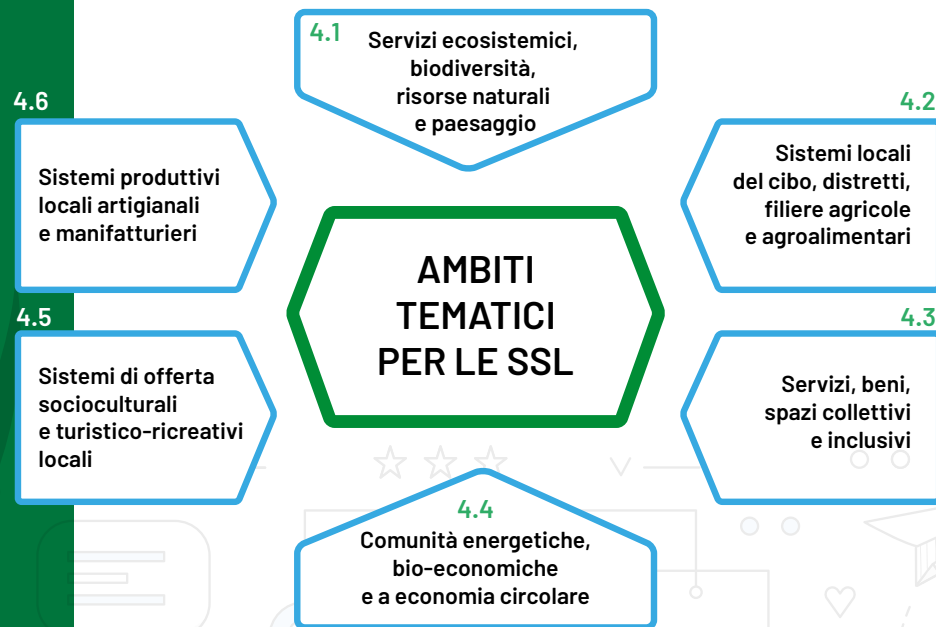 4.1
Servizi ecosistemici,
biodiversità,
risorse naturali
e paesaggio
4.6
Sistemi produttivi
locali artigianali
e manifatturieri
4.2
Sistemi locali
del cibo, distretti,
filiere agricole
e agroalimentari
AMBITI
TEMATICI
PER LE SSL
4.5
Sistemi di offerta
socioculturali
e turistico-ricreativi
locali
4.3
Servizi, beni,
spazi collettivi
e inclusivi
4.4
Comunità energetiche,
bio-economiche
e a economia circolare